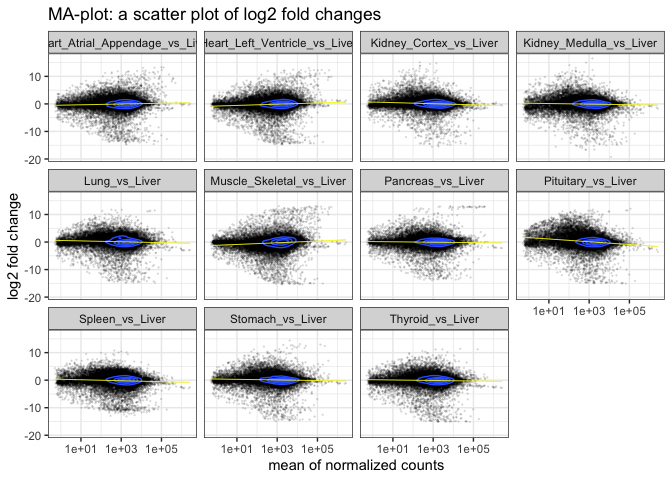 MA-plot: a scatter plot of log2 fold changes
art_Atrial_Appendage_vs_Li Heart_Left_Ventricle_vs_Live Kidney_Cortex_vs_Liver Kidney_Medulla_vs_Liver
10
0
-10
-20
Lung_vs_Liver Muscle_Skeletal_vs_Liver Pancreas_vs_Liver Pituitary_vs_Liver
10
0
-10
-20
1e+01 1e+03 1e+05
Spleen_vs_Liver Stomach_vs_Liver Thyroid_vs_Liver
10
0
-10
-20
1e+01 1e+03 1e+05 1e+01 1e+03 1e+05 1e+01 1e+03 1e+05
mean of normalized counts
log2 fold change